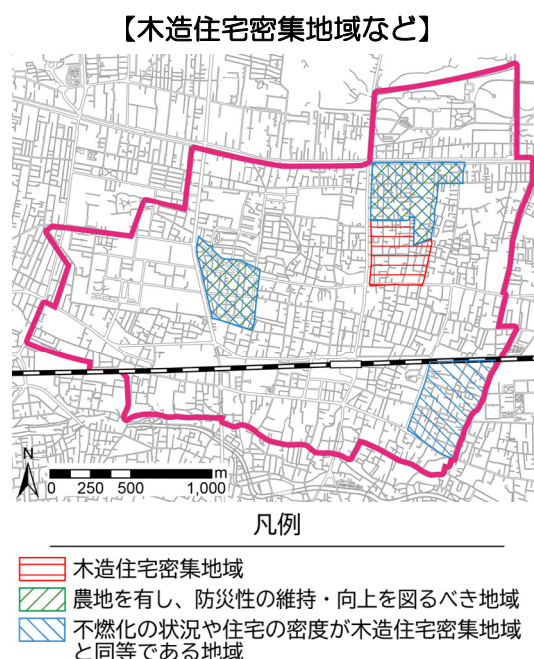 【木造住宅密集地域など】
N
m
0 250 500 1,000
凡例
木造住宅密集地域
農地を有し、防災性の維持・向上を図るべき地域
不燃化の状況や住宅の密度が木造住宅密集地域
と同等である地域